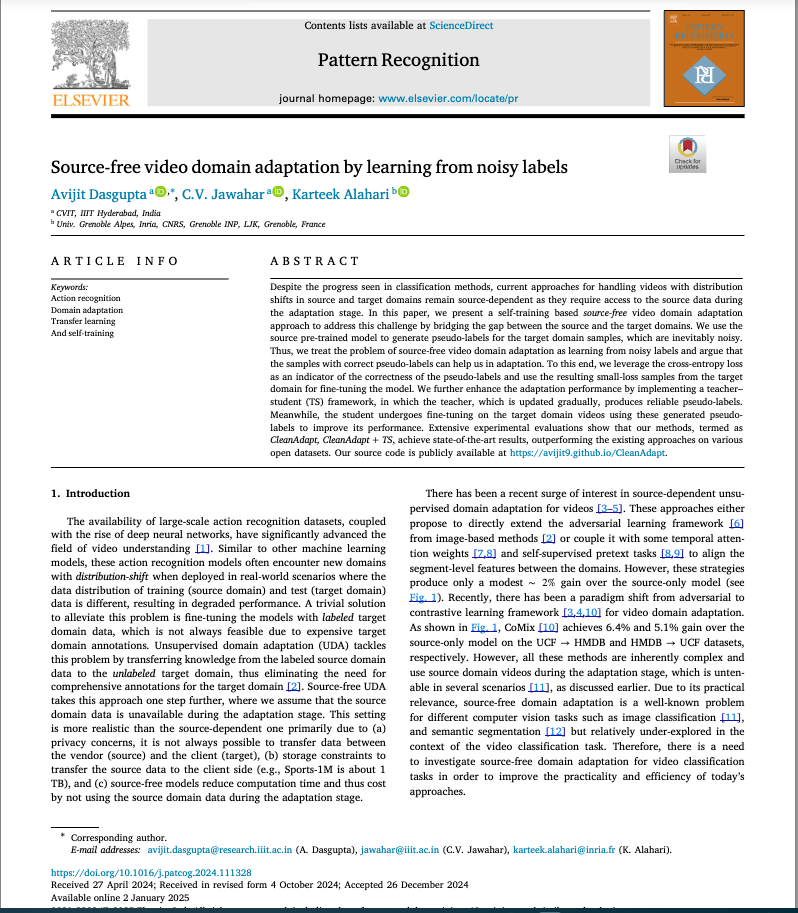 Contents lists available at ScienceDirect
Pattern Recognition
journal homepage: www.elsevier.com/locate/pr
ELSEVIER
PATTERN
RECOGNITION
Check for
updates
Source-free video domain adaptation by learning from noisy labels
Avijit Dasgupta a,*, C.V. Jawahar a, Karteek Alahari b
a CVIT, IIIT Hyderabad, India
b Univ. Grenoble Alpes, Inria, CNRS, Grenoble INP, LJK, Grenoble, France
ARTICLE INFO
Keywords:
Action recognition
Domain adaptation
Transfer learning
And self-training
ABSTRACT
Despite the progress seen in classification methods, current approaches for handling videos with distribution
shifts in source and target domains remain source-dependent as they require access to the source data during
the adaptation stage. In this paper, we present a self-training based source-free video domain adaptation
approach to address this challenge by bridging the gap between the source and the target domains. We use the
source pre-trained model to generate pseudo-labels for the target domain samples, which are inevitably noisy.
Thus, we treat the problem of source-free video domain adaptation as learning from noisy labels and argue that
the samples with correct pseudo-labels can help us in adaptation. To this end, we leverage the cross-entropy loss
as an indicator of the correctness of the pseudo-labels and use the resulting small-loss samples from the target
domain for fine-tuning the model. We further enhance the adaptation performance by implementing a teacher–
student (TS) framework, in which the teacher, which is updated gradually, produces reliable pseudo-labels.
Meanwhile, the student undergoes fine-tuning on the target domain videos using these generated pseudo-
labels to improve its performance. Extensive experimental evaluations show that our methods, termed as
CleanAdapt, CleanAdapt + TS, achieve state-of-the-art results, outperforming the existing approaches on various
open datasets. Our source code is publicly available at https://avijit9.github.io/CleanAdapt.
1. Introduction
The availability of large-scale action recognition datasets, coupled
with the rise of deep neural networks, have significantly advanced the
field of video understanding [1]. Similar to other machine learning
models, these action recognition models often encounter new domains
with distribution-shift when deployed in real-world scenarios where the
data distribution of training (source domain) and test (target domain)
data is different, resulting in degraded performance. A trivial solution
to alleviate this problem is fine-tuning the models with labeled target
domain data, which is not always feasible due to expensive target
domain annotations. Unsupervised domain adaptation (UDA) tackles
this problem by transferring knowledge from the labeled source domain
data to the unlabeled target domain, thus eliminating the need for
comprehensive annotations for the target domain [2]. Source-free UDA
takes this approach one step further, where we assume that the source
domain data is unavailable during the adaptation stage. This setting
is more realistic than the source-dependent one primarily due to (a)
privacy concerns, it is not always possible to transfer data between
the vendor (source) and the client (target), (b) storage constraints to
transfer the source data to the client side (e.g., Sports-1M is about 1
TB), and (c) source-free models reduce computation time and thus cost
by not using the source domain data during the adaptation stage.
There has been a recent surge of interest in source-dependent unsu-
pervised domain adaptation for videos [3–5]. These approaches either
propose to directly extend the adversarial learning framework [6]
from image-based methods [2] or couple it with some temporal atten-
tion weights [7,8] and self-supervised pretext tasks [8,9] to align the
segment-level features between the domains. However, these strategies
produce only a modest ~ 2% gain over the source-only model (see
Fig. 1). Recently, there has been a paradigm shift from adversarial to
contrastive learning framework [3,4,10] for video domain adaptation.
As shown in Fig. 1, CoMix [10] achieves 6.4% and 5.1% gain over the
source-only model on the UCF → HMDB and HMDB → UCF datasets,
respectively. However, all these methods are inherently complex and
use source domain videos during the adaptation stage, which is unten-
able in several scenarios [11], as discussed earlier. Due to its practical
relevance, source-free domain adaptation is a well-known problem
for different computer vision tasks such as image classification [11],
and semantic segmentation [12] but relatively under-explored in the
context of the video classification task. Therefore, there is a need
to investigate source-free domain adaptation for video classification
tasks in order to improve the practicality and efficiency of today's
approaches.
* Corresponding author.
E-mail addresses: avijit.dasgupta@research.iiit.ac.in (A. Dasgupta), jawahar@iiit.ac.in (C.V. Jawahar), karteek.alahari@inria.fr (K. Alahari).
https://doi.org/10.1016/j.patcog.2024.111328
Received 27 April 2024; Received in revised form 4 October 2024; Accepted 26 December 2024
Available online 2 January 2025